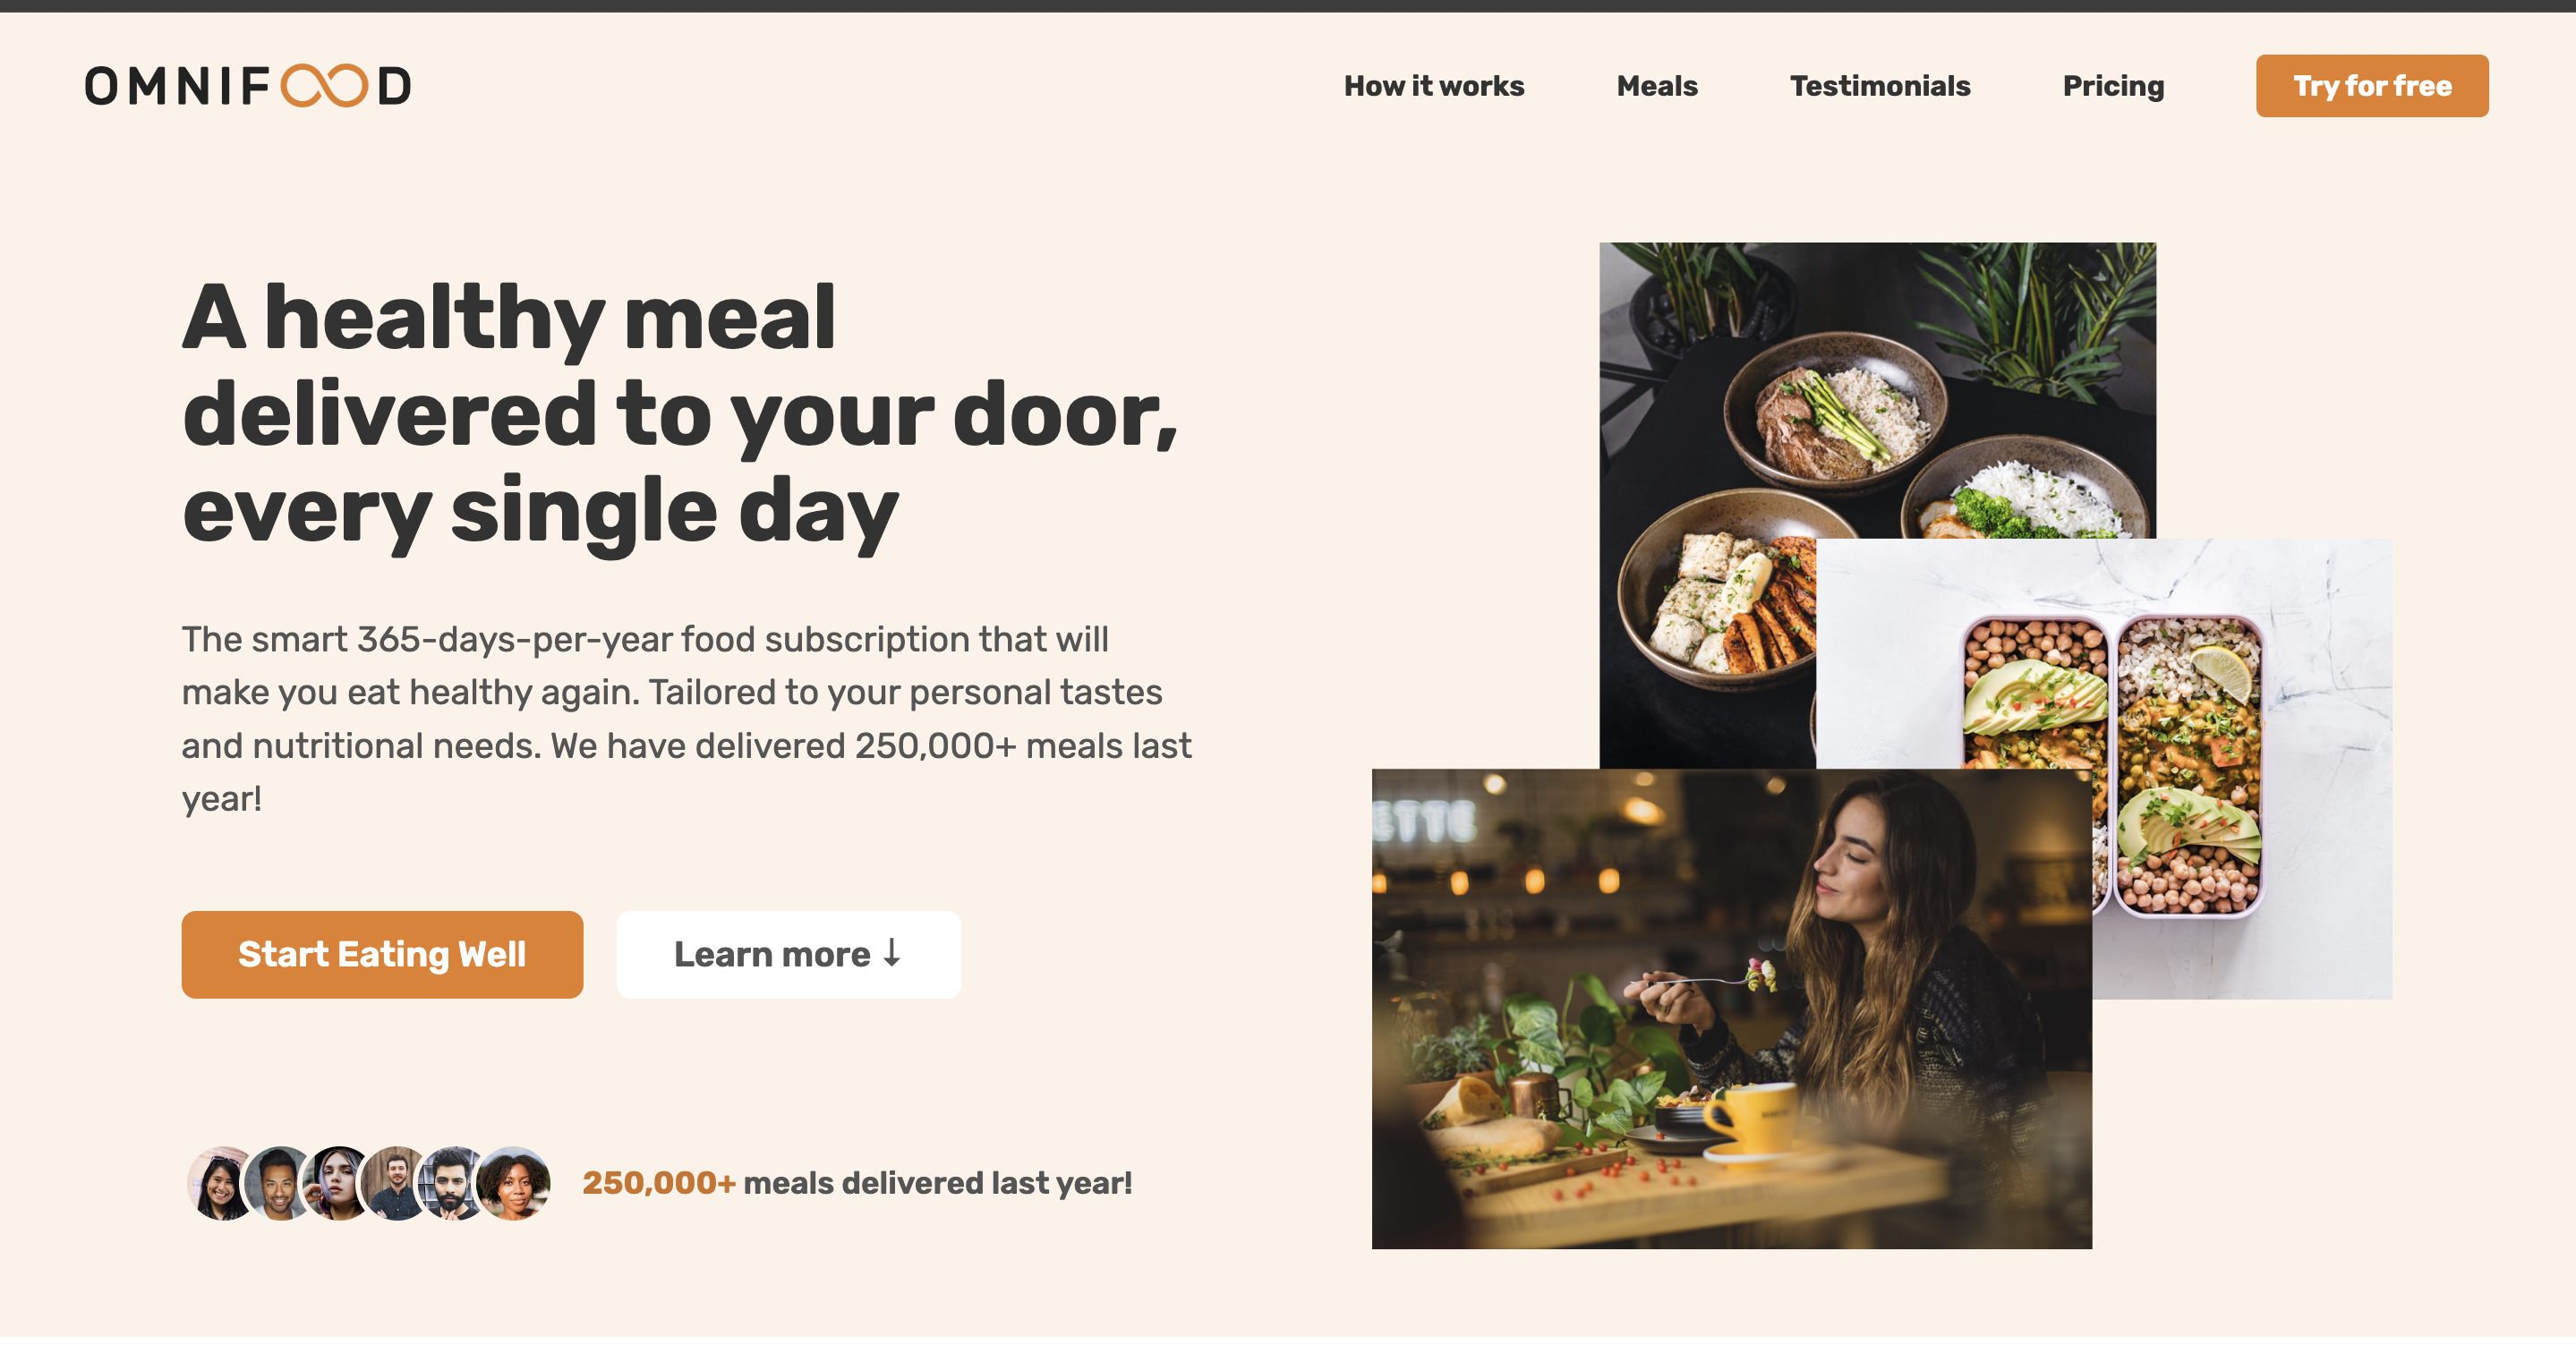 OMNIFOOD
How it works
Meals
Testimonials
Pricing
Try for free
A healthy meal
delivered to your door,
every single day
The smart 365-days-per-year food subscription that will
make you eat healthy again. Tailored to your personal tastes
and nutritional needs. We have delivered 250,000+ meals last
year!
Start Eating Well
Learn more ↓
250,000+ meals delivered last year!
ETTE